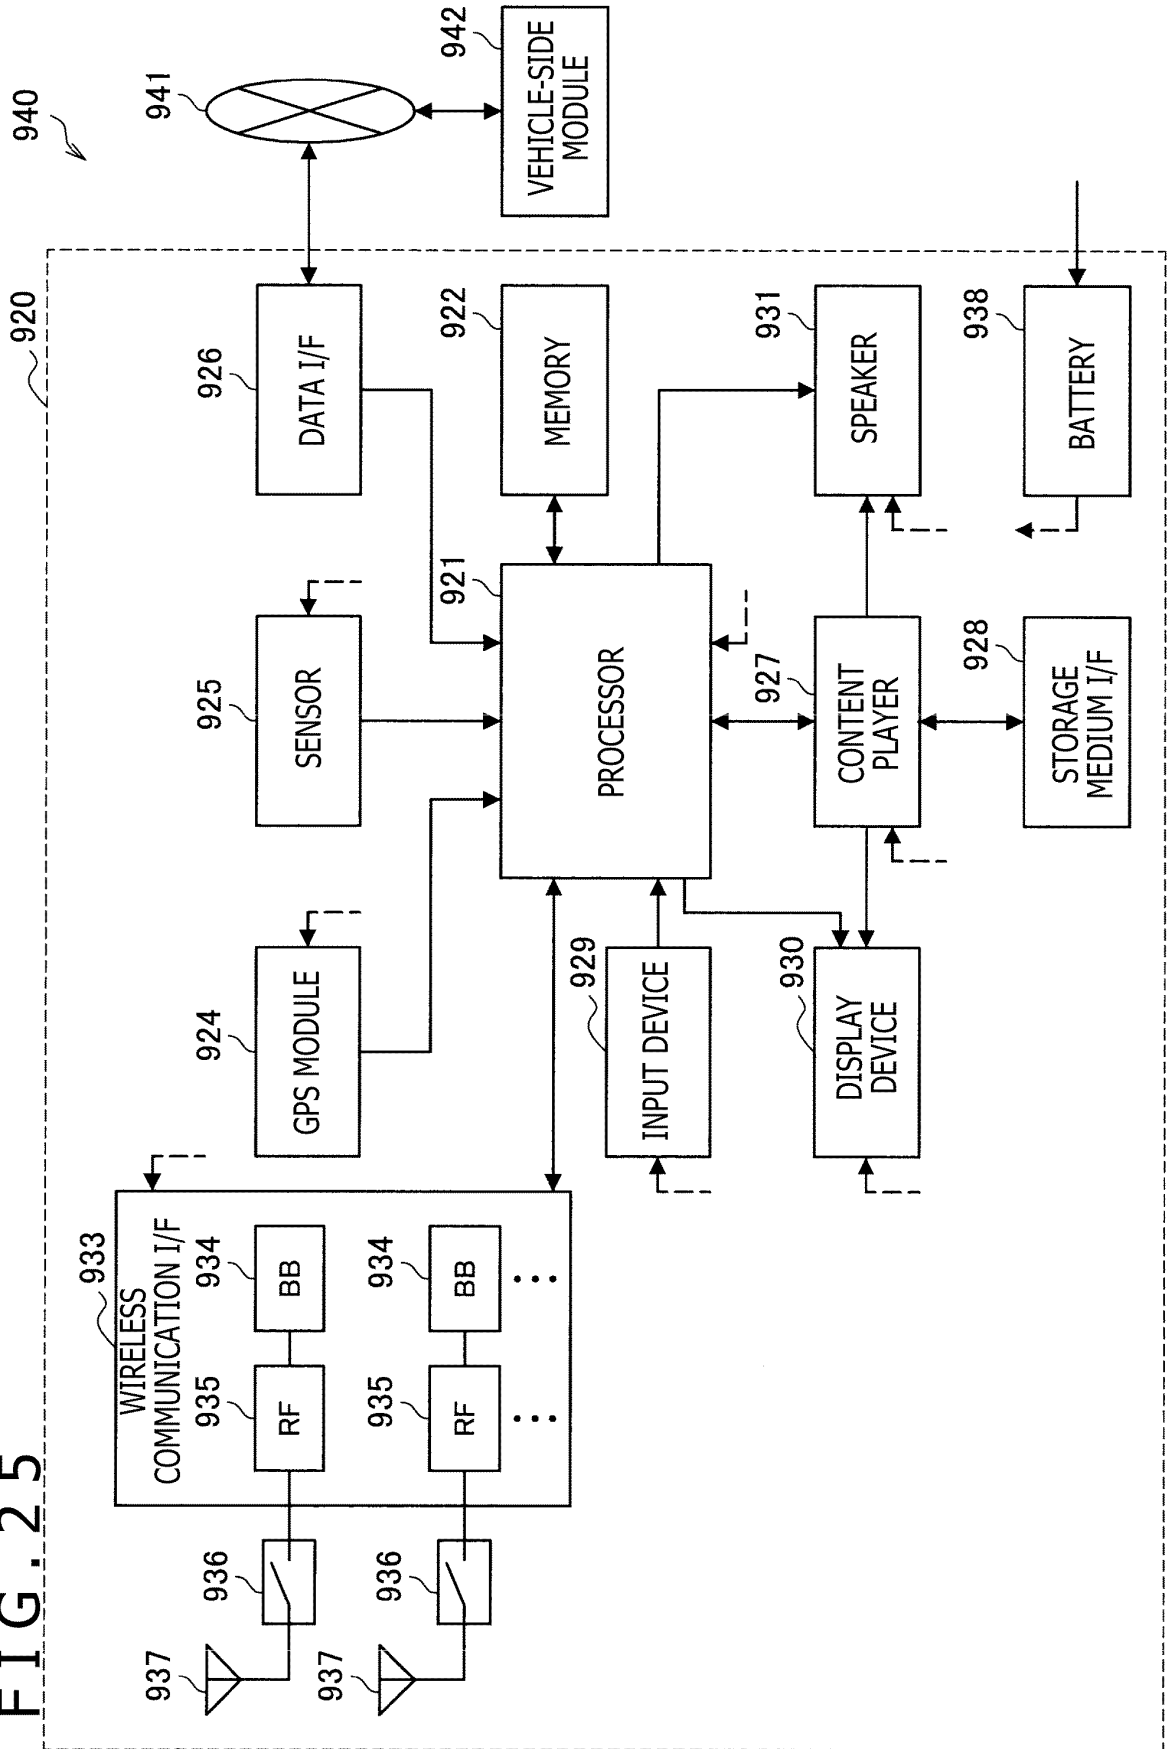 FIG.25
920
940
933
WIRELESS
COMMUNICATION I/F
937
936
935
RF
934
BB
937
936
935
RF
934
BB
924
GPS MODULE
925
SENSOR
926
DATA I/F
941
942
VEHICLE-SIDE
MODULE
921
PROCESSOR
922
MEMORY
929
INPUT DEVICE
930
DISPLAY
DEVICE
927
CONTENT
PLAYER
931
SPEAKER
928
STORAGE
MEDIUM I/F
938
BATTERY